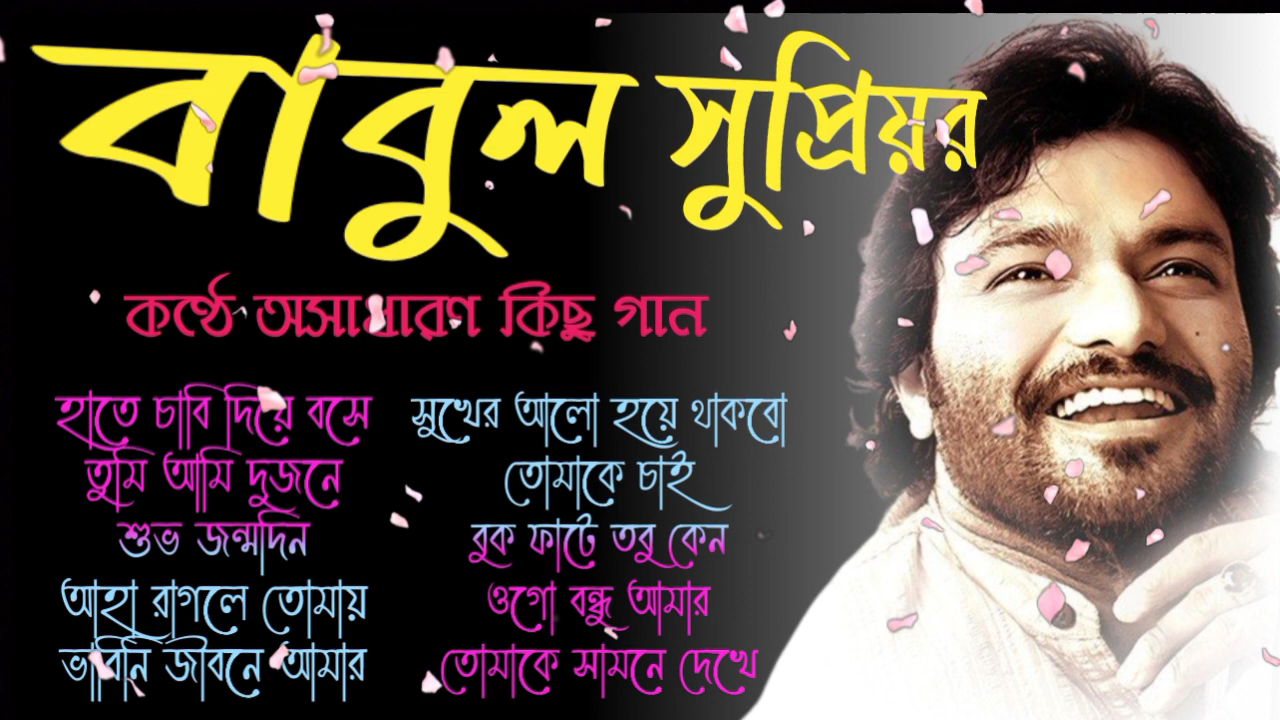 বাবুল সুপ্রিয়র
কণ্ঠে অসাধারণ কিছু গান
হাতে চাবি দিয়ে বসে
তুমি আমি দুজনে
শুভ জন্মদিন
আহা রাগলে তোমায়
ভাবিনি জীবনে আমার
সুখের আলো হয়ে থাকবো
তোমাকে চাই
বুক ফাটে তবু কেন
ওগো বন্ধু আমার
তোমাকে সামনে দেখে